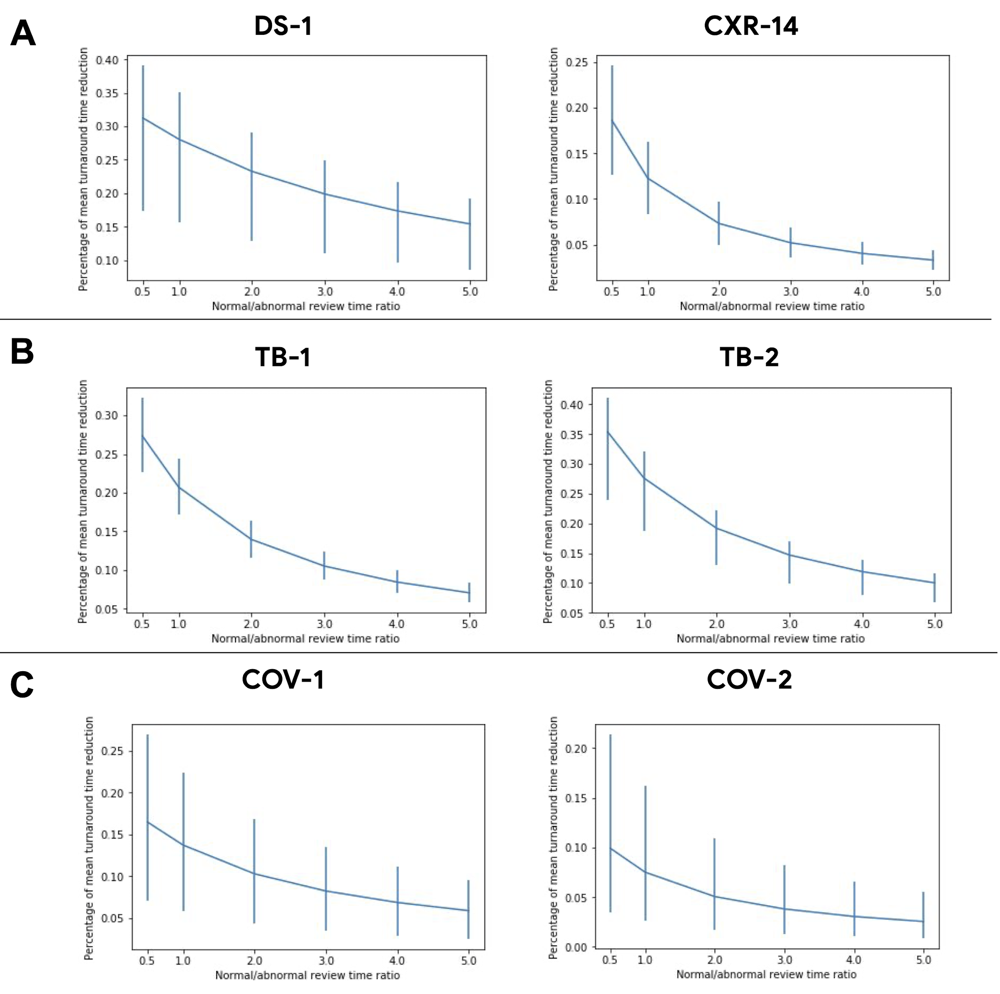 A
DS-1
CXR-14
Percentage of mean turnaround time reduction
0.40
0.35
0.30
0.25
0.20
0.15
0.10
0.5 1.0 2.0 3.0 4.0 5.0
Normal/abnormal review time ratio
Percentage of mean turnaround time reduction
0.25
0.20
0.15
0.10
0.05
0.5 1.0 2.0 3.0 4.0 5.0
Normal/abnormal review time ratio
B
TB-1
TB-2
Percentage of mean turnaround time reduction
0.30
0.25
0.20
0.15
0.10
0.05
0.5 1.0 2.0 3.0 4.0 5.0
Normal/abnormal review time ratio
Percentage of mean turnaround time reduction
0.40
0.35
0.30
0.25
0.20
0.15
0.10
0.05
0.5 1.0 2.0 3.0 4.0 5.0
Normal/abnormal review time ratio
C
COV-1
COV-2
Percentage of mean turnaround time reduction
0.25
0.20
0.15
0.10
0.05
0.5 1.0 2.0 3.0 4.0 5.0
Normal/abnormal review time ratio
Percentage of mean turnaround time reduction
0.20
0.15
0.10
0.05
0.00
0.5 1.0 2.0 3.0 4.0 5.0
Normal/abnormal review time ratio